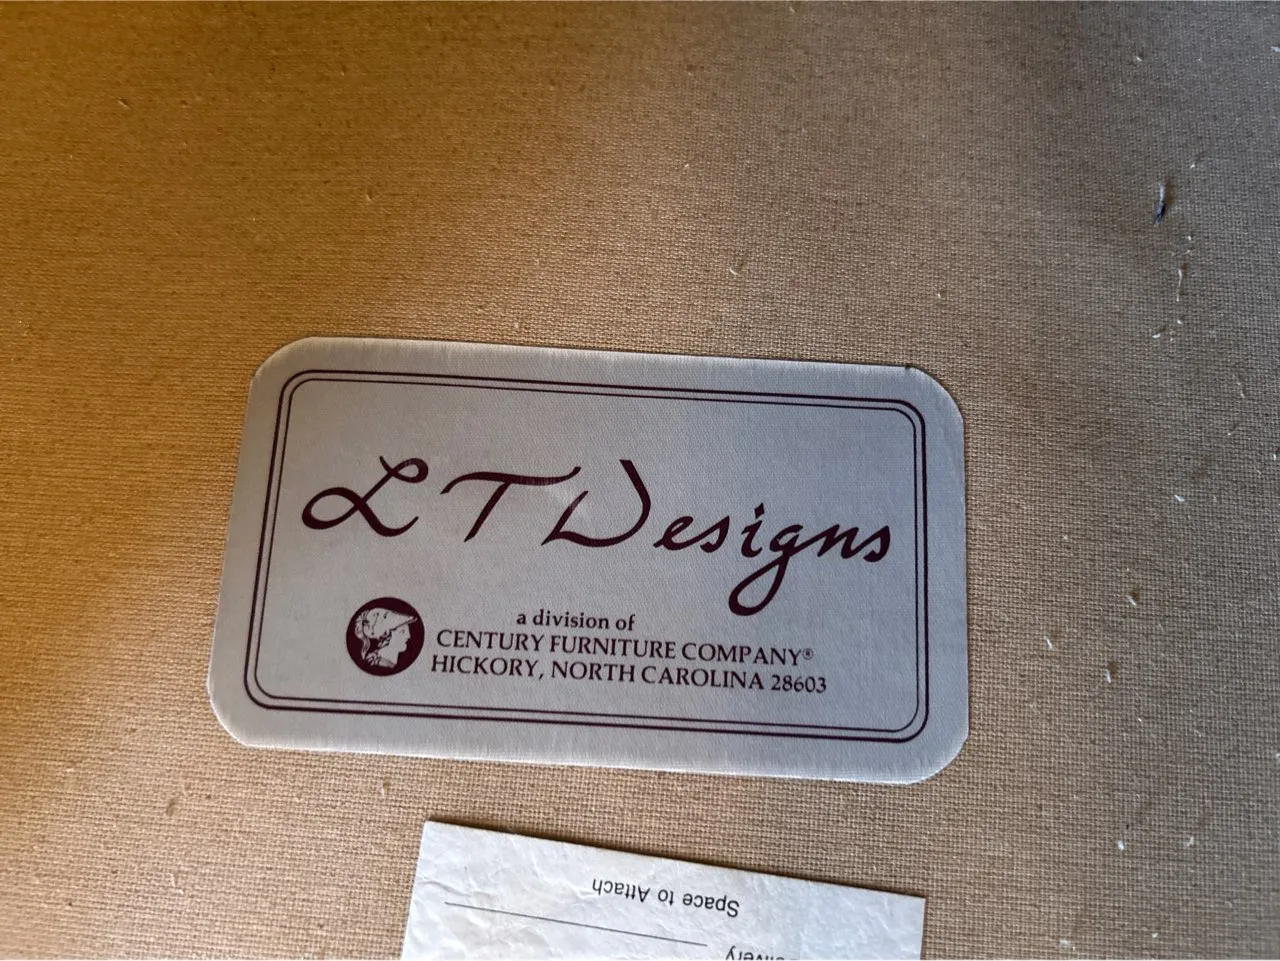 LT Designs
a division of
CENTURY FURNITURE COMPANY®
HICKORY, NORTH CAROLINA 28603
Space to Attach